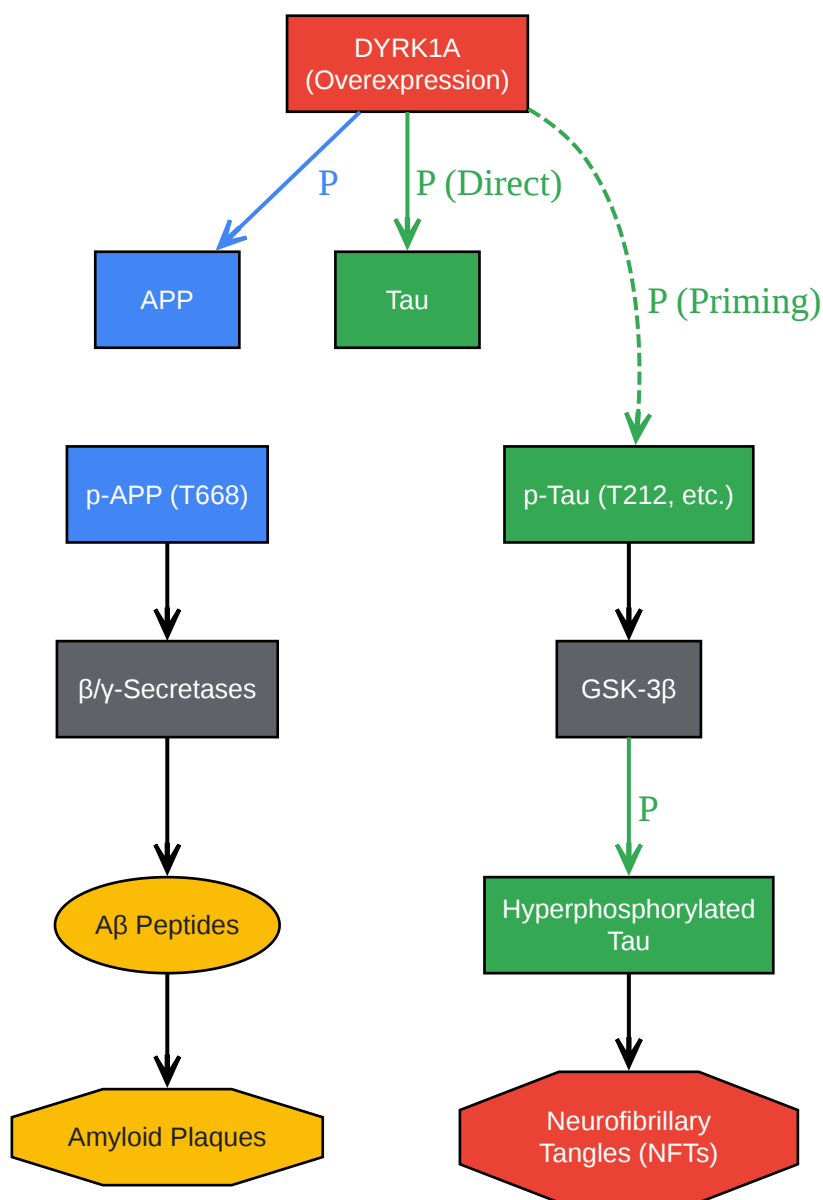 DYRK1A
(Overexpression)
P
P (Direct)
APP
Tau
P (Priming)
p-APP (T668)
p-Tau (T212, etc.)
β/γ-Secretases
GSK-3β
P
Aβ Peptides
Hyperphosphorylated
Tau
Amyloid Plaques
Neurofibrillary
Tangles (NFTs)